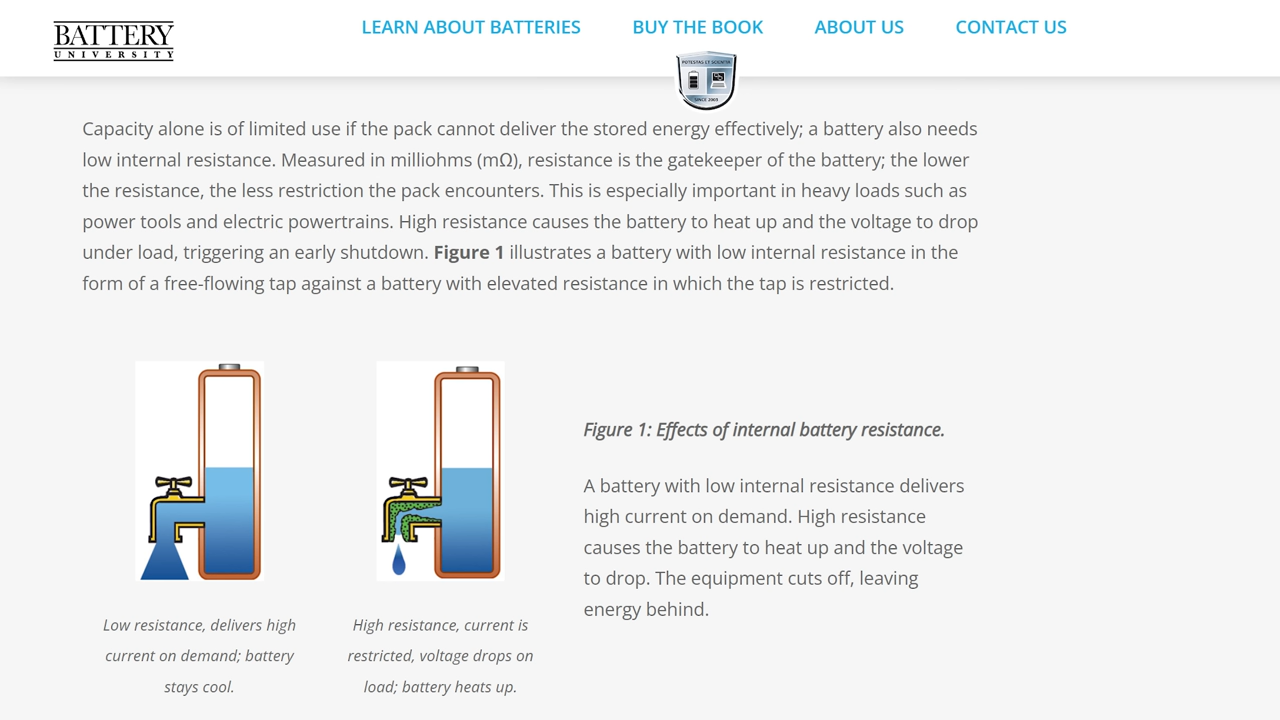 BATTERY
UNIVERSITY
LEARN ABOUT BATTERIES
BUY THE BOOK
ABOUT US
CONTACT US
POTESTAS ET SCIENTIA
SINCE 2003
Capacity alone is of limited use if the pack cannot deliver the stored energy effectively; a battery also needs
low internal resistance. Measured in milliohms (mΩ), resistance is the gatekeeper of the battery; the lower
the resistance, the less restriction the pack encounters. This is especially important in heavy loads such as
power tools and electric powertrains. High resistance causes the battery to heat up and the voltage to drop
under load, triggering an early shutdown. Figure 1 illustrates a battery with low internal resistance in the
form of a free-flowing tap against a battery with elevated resistance in which the tap is restricted.
Low resistance, delivers high
current on demand; battery
stays cool.
High resistance, current is
restricted, voltage drops on
load; battery heats up.
Figure 1: Effects of internal battery resistance.
A battery with low internal resistance delivers
high current on demand. High resistance
causes the battery to heat up and the voltage
to drop. The equipment cuts off, leaving
energy behind.